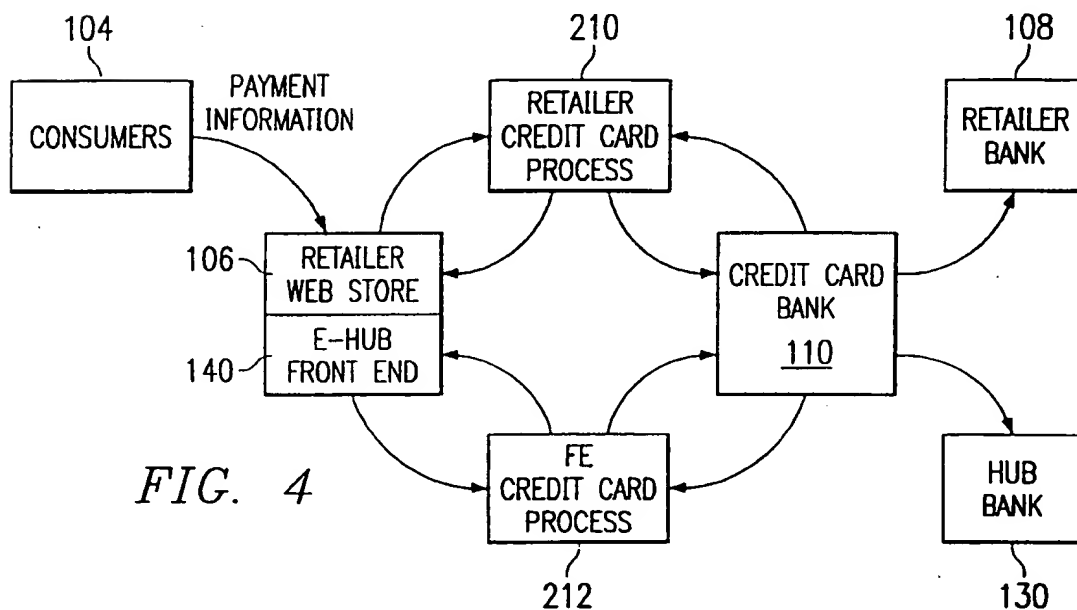 104
210
108
CONSUMERS
PAYMENT
INFORMATION
RETAILER
CREDIT CARD
PROCESS
RETAILER
BANK
106
RETAILER
WEB STORE
140
E-HUB
FRONT END
CREDIT CARD
BANK
110
FE
CREDIT CARD
PROCESS
HUB
BANK
FIG. 4
212
130